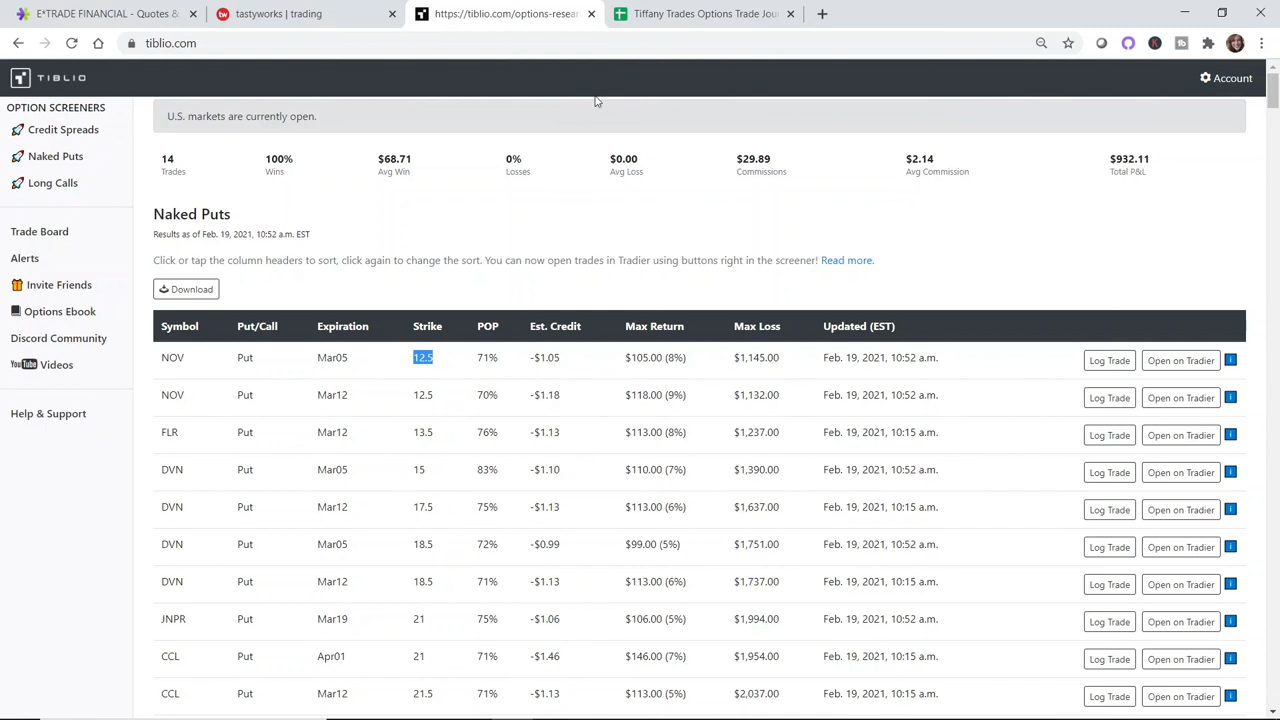 E*TRADE FINANCIAL - Quotes &
tastyworks | trading
https://tiblio.com/options-resear
Tiffany Trades Options Trade Jou
tiblio.com
TIBLIO
Account
OPTION SCREENERS
Credit Spreads
Naked Puts
Long Calls
Trade Board
Alerts
Invite Friends
Options Ebook
Discord Community
YouTube Videos
Help & Support
U.S. markets are currently open.
14 100% $68.71 0% $0.00 $29.89 $2.14 $932.11
Trades Wins Avg Win Losses Avg Loss Commissions Avg Commission Total P&L
Naked Puts
Results as of Feb. 19, 2021, 10:52 a.m. EST
Click or tap the column headers to sort, click again to change the sort. You can now open trades in Tradier using buttons right in the screener! Read more.
Download
Symbol Put/Call Expiration Strike POP Est. Credit Max Return Max Loss Updated (EST)
NOV Put Mar05 12.5 71% -$1.05 $105.00 (8%) $1,145.00 Feb. 19, 2021, 10:52 a.m. Log Trade Open on Tradier i
NOV Put Mar12 12.5 70% -$1.18 $118.00 (9%) $1,132.00 Feb. 19, 2021, 10:52 a.m. Log Trade Open on Tradier i
FLR Put Mar12 13.5 76% -$1.13 $113.00 (8%) $1,237.00 Feb. 19, 2021, 10:15 a.m. Log Trade Open on Tradier i
DVN Put Mar05 15 83% -$1.10 $110.00 (7%) $1,390.00 Feb. 19, 2021, 10:52 a.m. Log Trade Open on Tradier i
DVN Put Mar12 17.5 75% -$1.13 $113.00 (6%) $1,637.00 Feb. 19, 2021, 10:15 a.m. Log Trade Open on Tradier i
DVN Put Mar05 18.5 72% -$0.99 $99.00 (5%) $1,751.00 Feb. 19, 2021, 10:52 a.m. Log Trade Open on Tradier i
DVN Put Mar12 18.5 71% -$1.13 $113.00 (6%) $1,737.00 Feb. 19, 2021, 10:15 a.m. Log Trade Open on Tradier i
JNPR Put Mar19 21 75% -$1.06 $106.00 (5%) $1,994.00 Feb. 19, 2021, 10:52 a.m. Log Trade Open on Tradier i
CCL Put Apr01 21 71% -$1.46 $146.00 (7%) $1,954.00 Feb. 19, 2021, 10:15 a.m. Log Trade Open on Tradier i
CCL Put Mar12 21.5 71% -$1.13 $113.00 (5%) $2,037.00 Feb. 19, 2021, 10:15 a.m. Log Trade Open on Tradier i